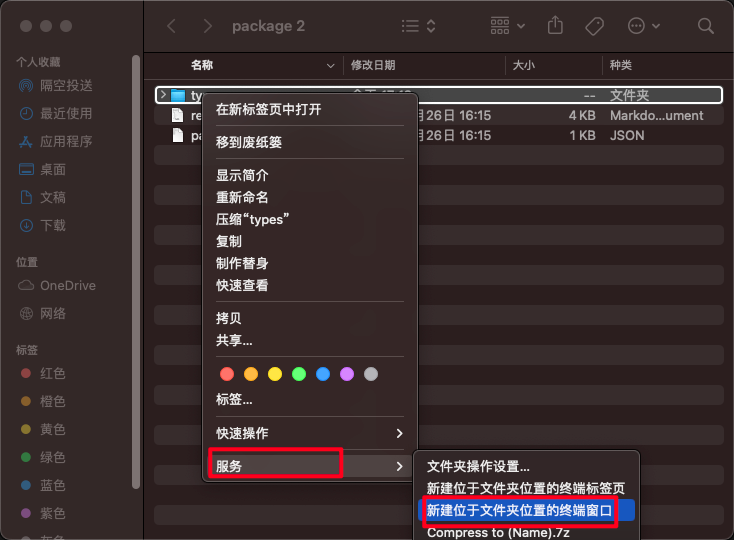 package 2
个人收藏
隔空投送
最近使用
应用程序
桌面
文稿
下载
位置
OneDrive
网络
标签
红色
橙色
黄色
绿色
蓝色
紫色
灰色
名称 修改日期 大小 种类
-- 文件夹
re 月26日 16:15 4 KB Markdo...ument
pa 月26日 16:15 1 KB JSON
在新标签页中打开
移到废纸篓
显示简介
重新命名
压缩“types”
复制
制作替身
快速查看
拷贝
共享...
标签...
快速操作
服务
文件夹操作设置...
新建位于文件夹位置的终端标签页
新建位于文件夹位置的终端窗口
Compress to (Name).7z